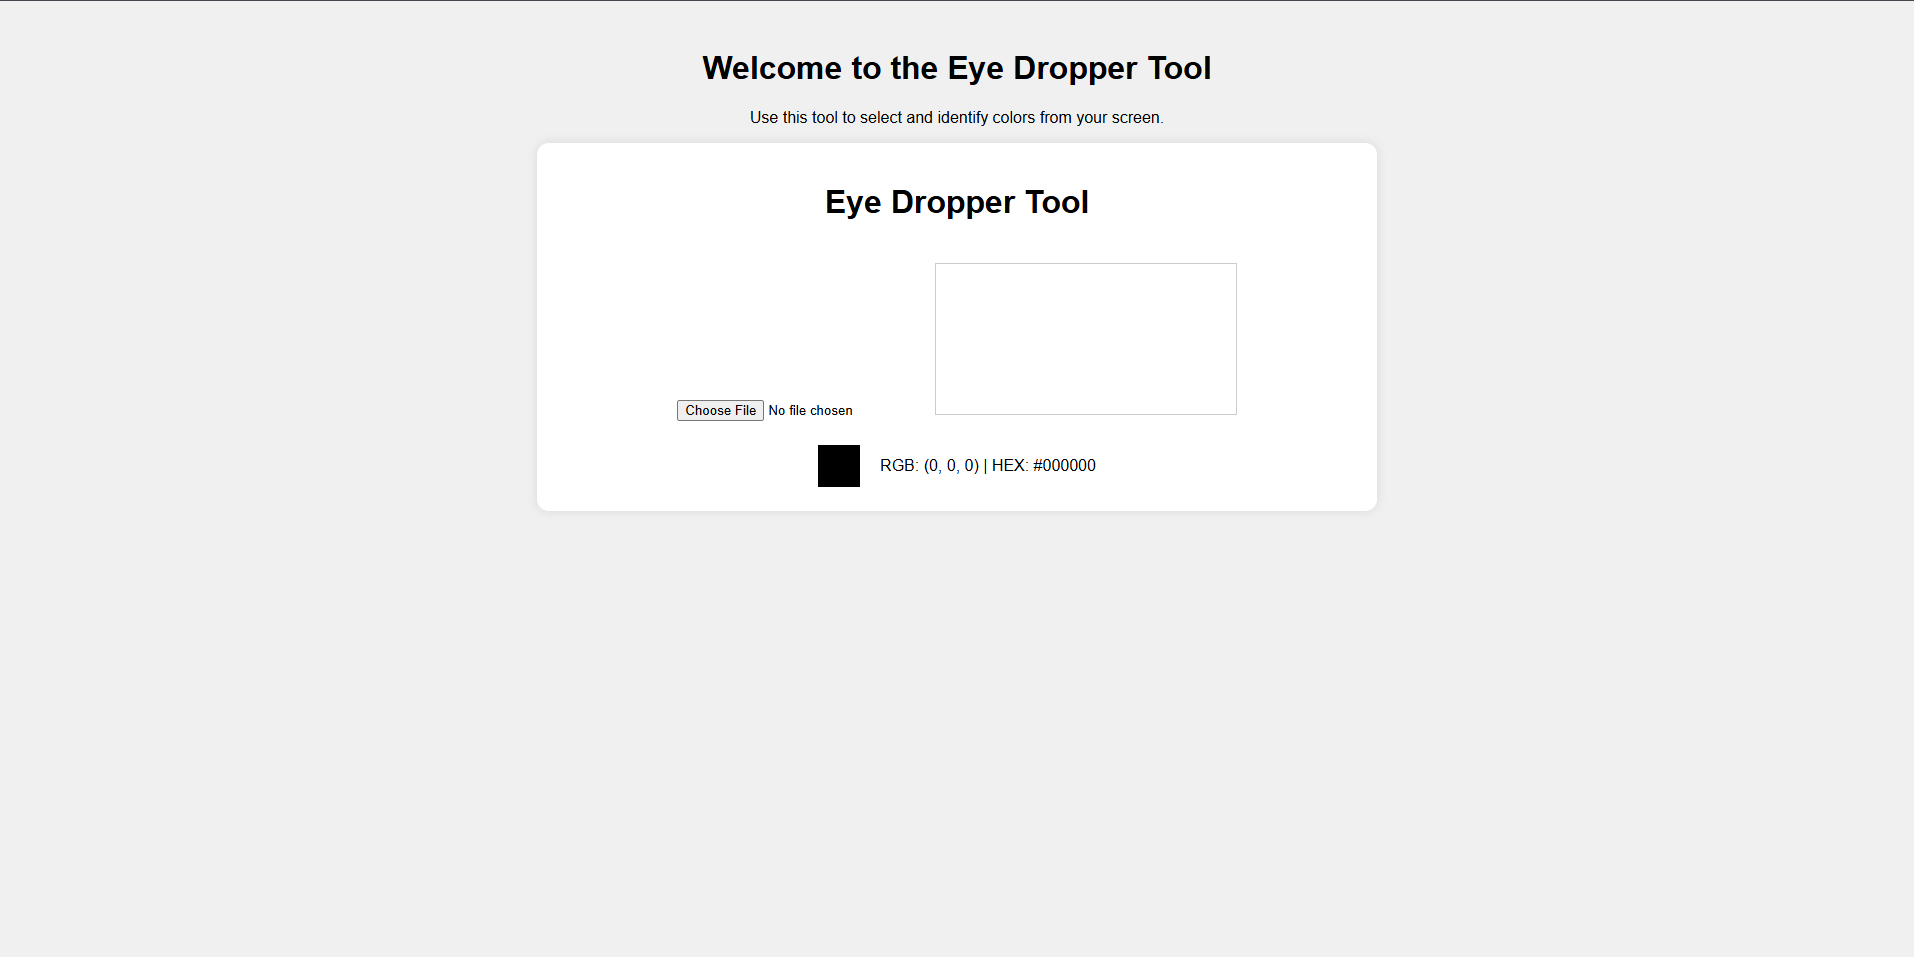 Welcome to the Eye Dropper Tool
Use this tool to select and identify colors from your screen.
Eye Dropper Tool
Choose File No file chosen
RGB: (0, 0, 0) | HEX: #000000